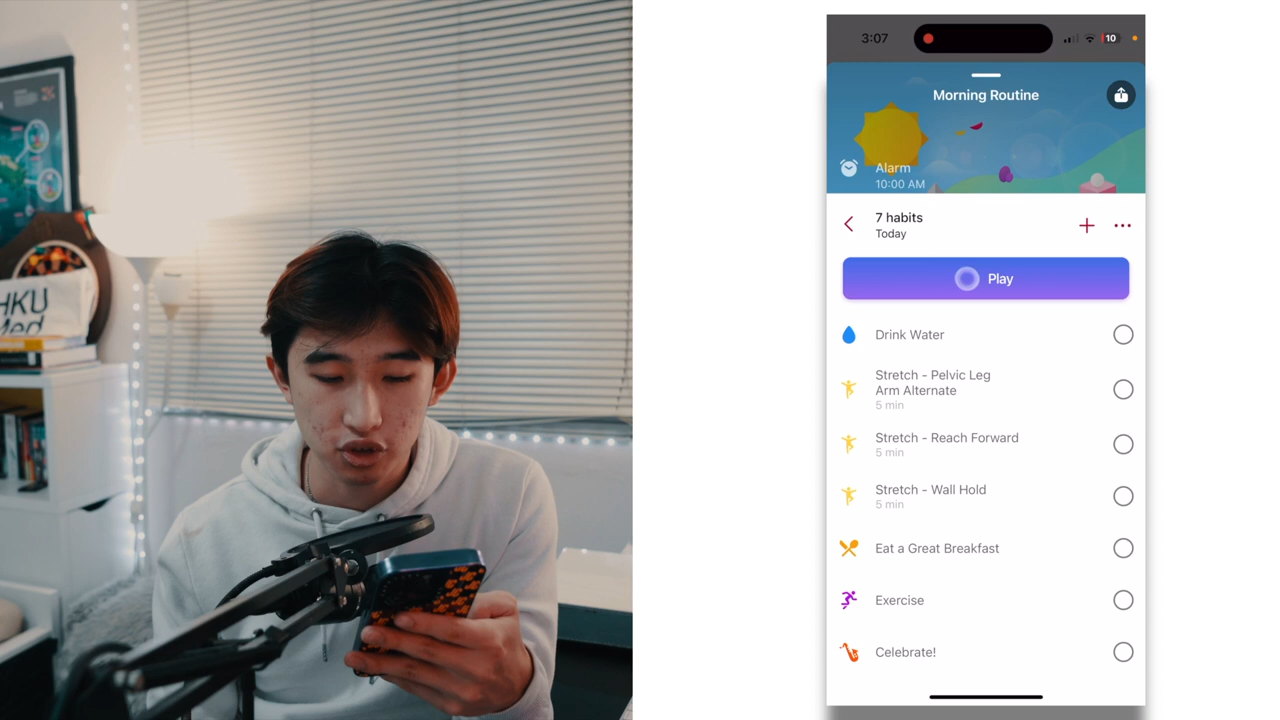 HKU
Med
3:07
10
Morning Routine
Alarm
10:00 AM
7 habits
Today
Play
Drink Water
Stretch - Pelvic Leg
Arm Alternate
5 min
Stretch - Reach Forward
5 min
Stretch - Wall Hold
5 min
Eat a Great Breakfast
Exercise
Celebrate!